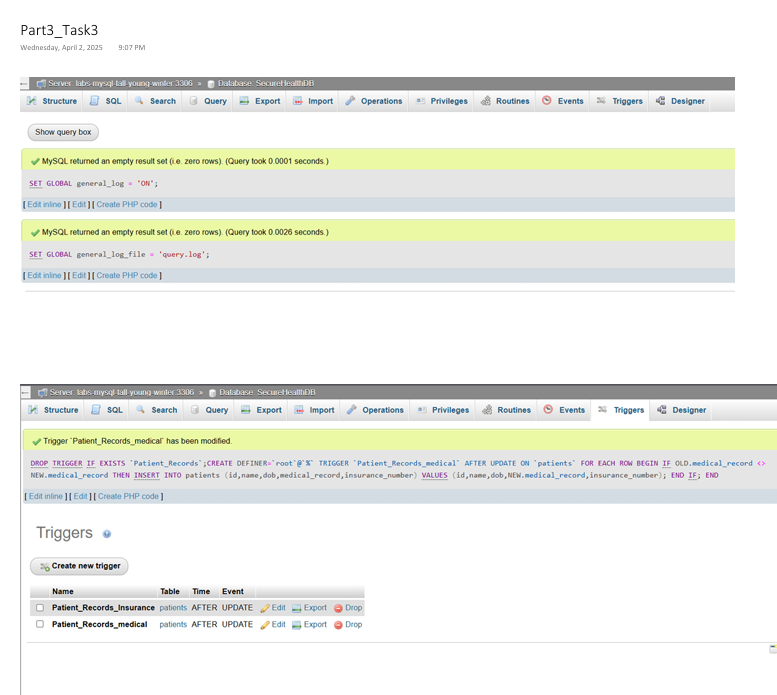 Part3_Task3
Wednesday, April 2, 2025 9:07 PM
Server: labs-mysql-tall-young-winter:3306 » Database: SecureHealthDB
Structure SQL Search Query Export Import Operations Privileges Routines Events Triggers Designer
Show query box
MySQL returned an empty result set (i.e. zero rows). (Query took 0.0001 seconds.)
SET GLOBAL general_log = 'ON';
[ Edit inline ] [ Edit ] [ Create PHP code ]
MySQL returned an empty result set (i.e. zero rows). (Query took 0.0026 seconds.)
SET GLOBAL general_log_file = 'query.log';
[ Edit inline ] [ Edit ] [ Create PHP code ]
Server: labs-mysql-tall-young-winter:3306 » Database: SecureHealthDB
Structure SQL Search Query Export Import Operations Privileges Routines Events Triggers Designer
Trigger `Patient_Records_medical` has been modified.
DROP TRIGGER IF EXISTS `Patient_Records`;CREATE DEFINER=`root`@`%` TRIGGER `Patient_Records_medical` AFTER UPDATE ON `patients` FOR EACH ROW BEGIN IF OLD.medical_record <>
NEW.medical_record THEN INSERT INTO patients (id,name,dob,medical_record,insurance_number) VALUES (id,name,dob,NEW.medical_record,insurance_number); END IF; END
[ Edit inline ] [ Edit ] [ Create PHP code ]
Triggers
Create new trigger
Name Table Time Event
Patient_Records_Insurance patients AFTER UPDATE Edit Export Drop
Patient_Records_medical patients AFTER UPDATE Edit Export Drop